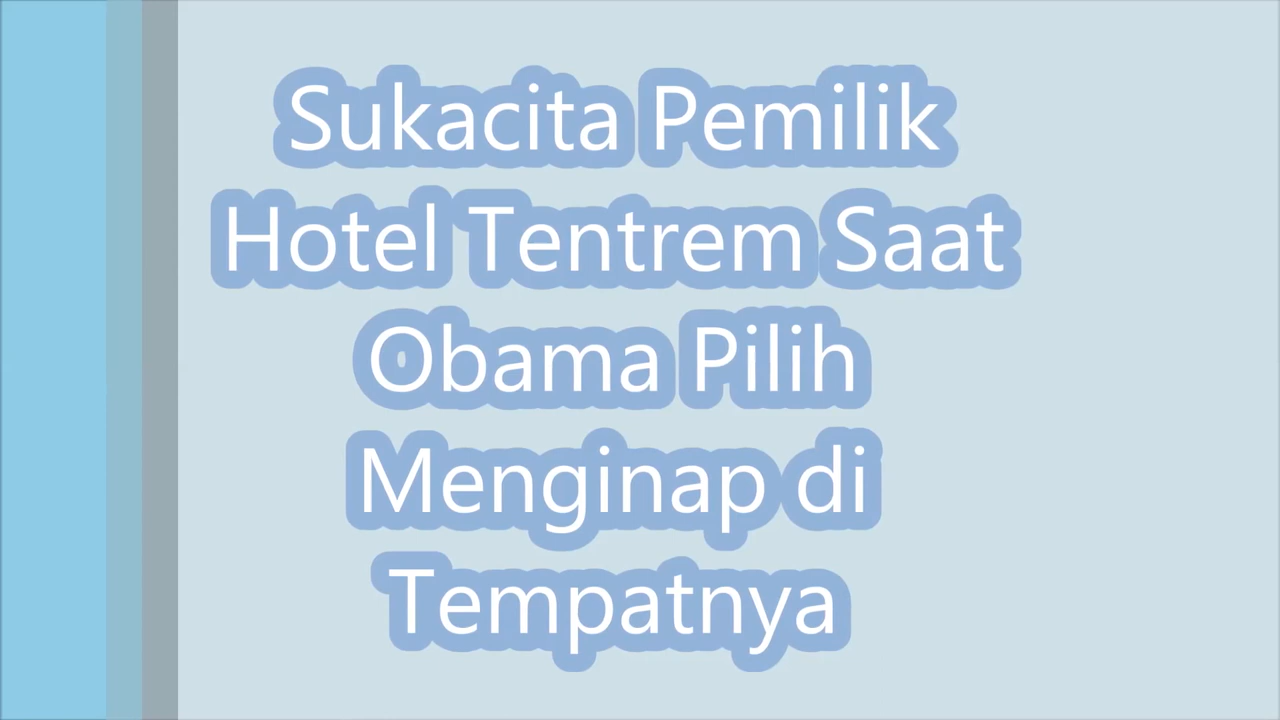 Sukacita Pemilik
Hotel Tentrem Saat
Obama Pilih
Menginap di
Tempatnya